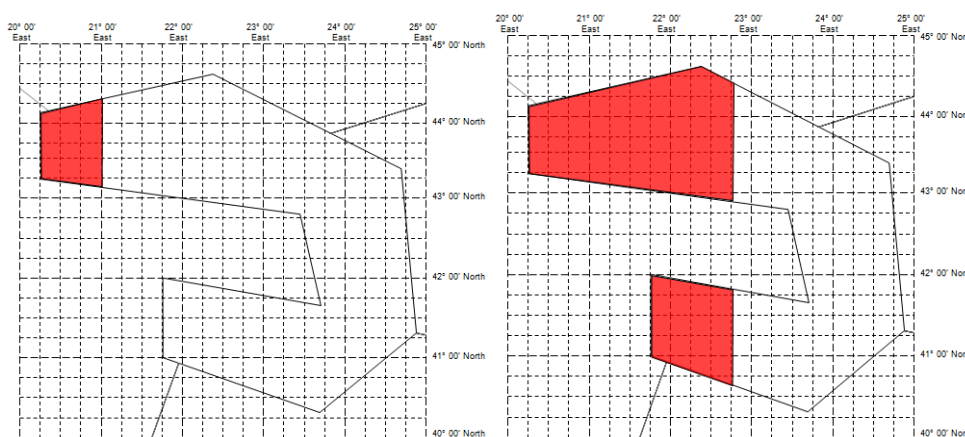 20° 00' 21° 00' 22° 00' 23° 00' 24° 00' 25° 00'
East East East East East East
45° 00' North
44° 00' North
43° 00' North
42° 00' North
41° 00' North
40° 00' North
20° 00' 21° 00' 22° 00' 23° 00' 24° 00' 25° 00'
East East East East East East
45° 00' North
44° 00' North
43° 00' North
42° 00' North
41° 00' North
40° 00' North